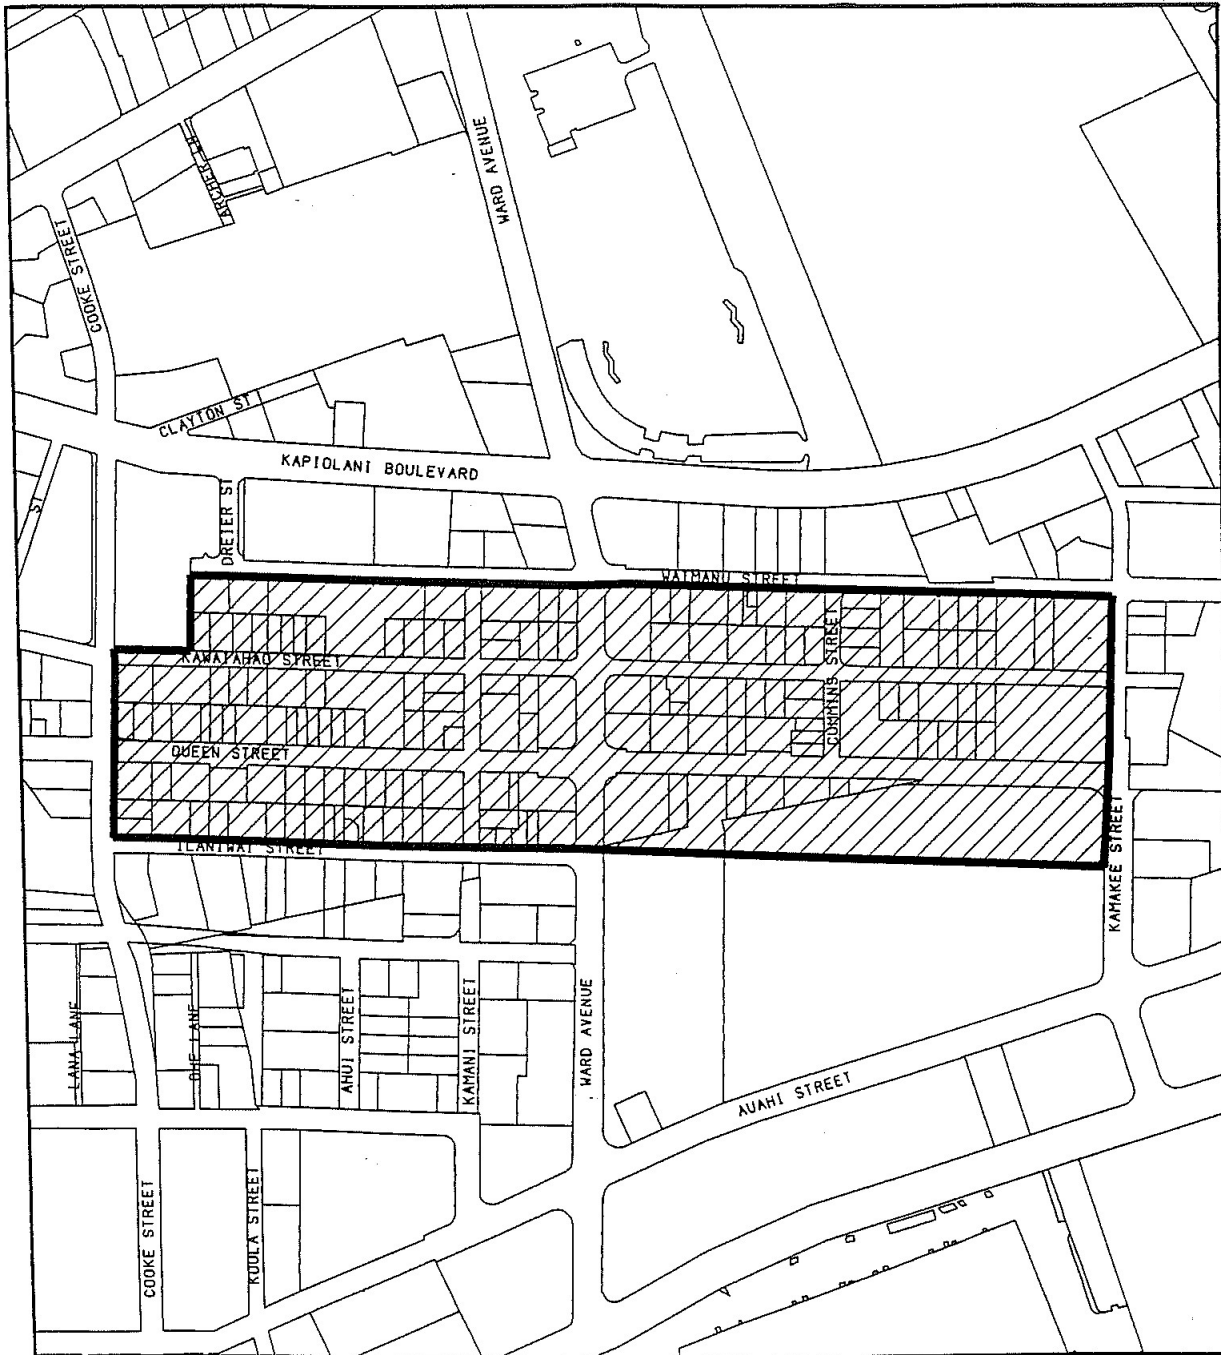 ARCHER LN
WARD AVENUE
COOKE STREET
CLAYTON ST
KAPIOLANI BOULEVARD
ST
DREIER ST
WAIMANU STREET
CUMMINS STREET
KAWAIAHAO STREET
QUEEN STREET
ILANIWAI STREET
KAMAKEE STREET
LANA LANE
OHE LANE
AHUI STREET
KAMANI STREET
WARD AVENUE
AUAHI STREET
COOKE STREET
KOULA STREET